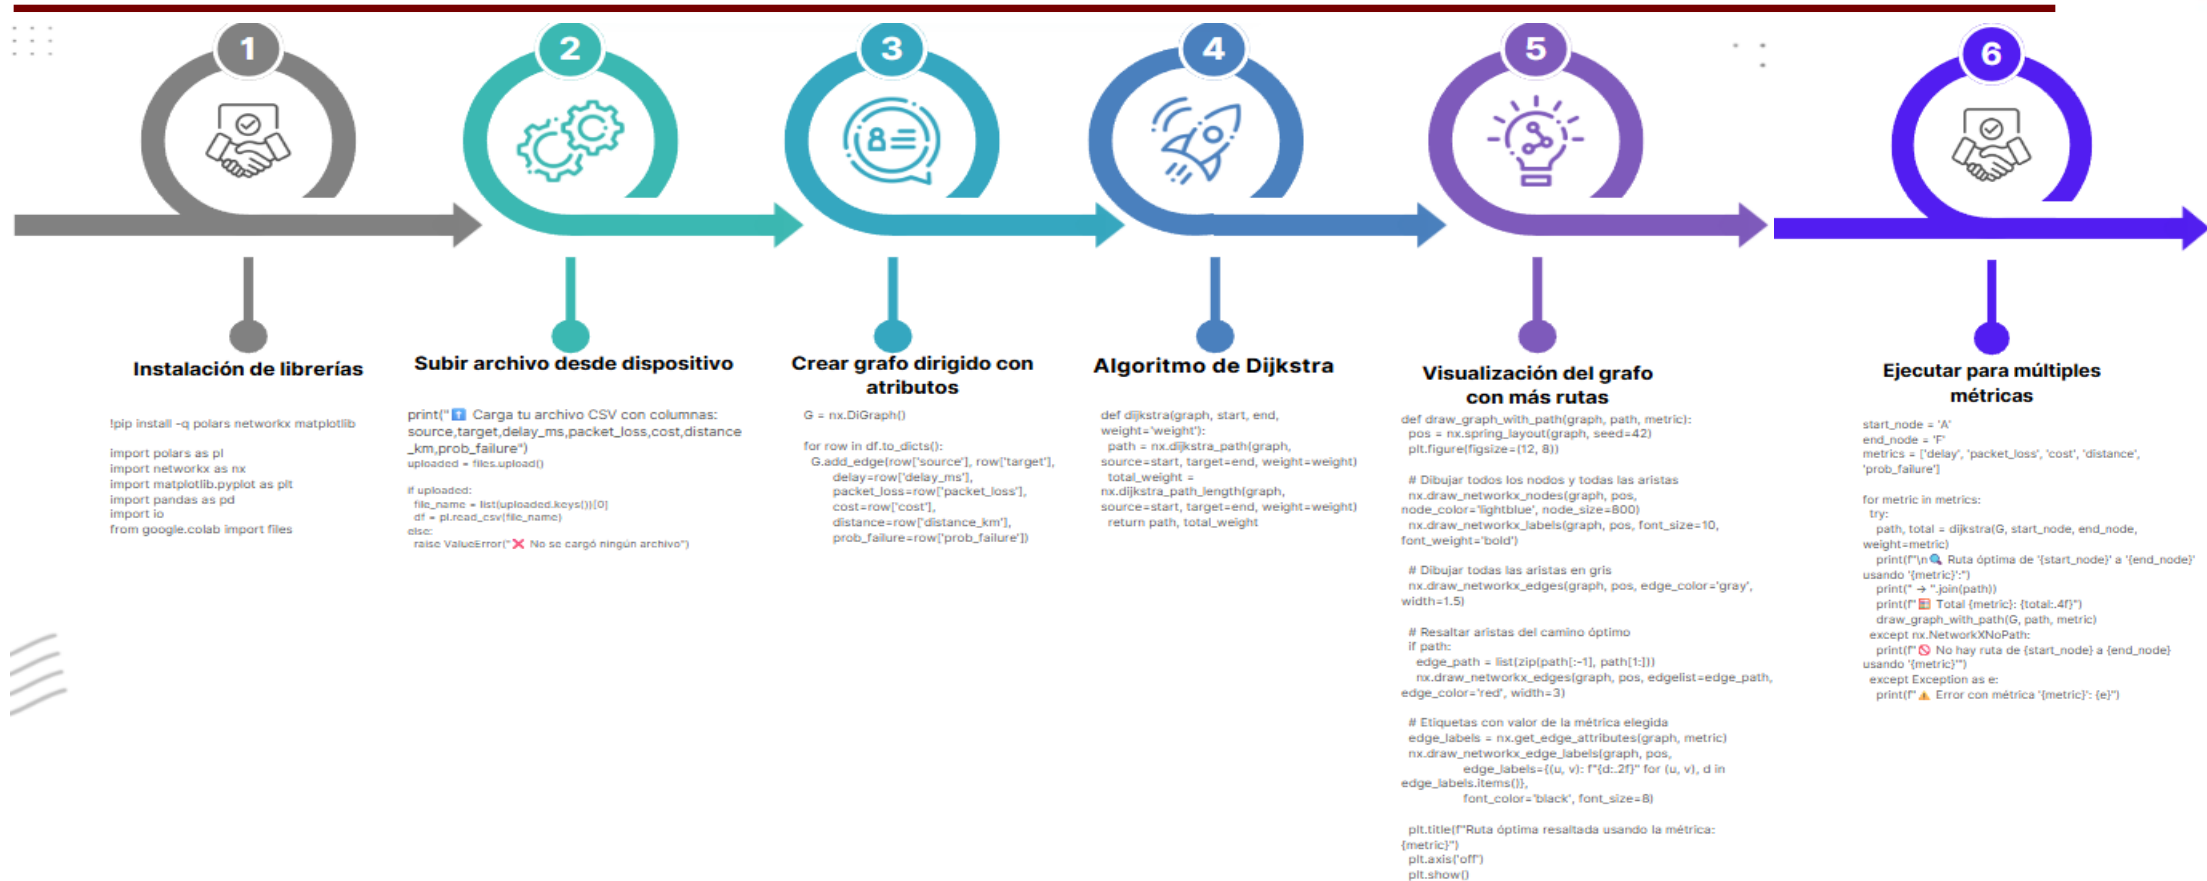 1
2
3
4
5
6
Instalación de librerías
!pip install -q polars networkx matplotlib
import polars as pl
import networkx as nx
import matplotlib.pyplot as plt
import pandas as pd
import io
from google.colab import files
Subir archivo desde dispositivo
print("⬆️ Carga tu archivo CSV con columnas:
source,target,delay_ms,packet_loss,cost,distance
_km,prob_failure")
uploaded = files.upload()
if uploaded:
file_name = list(uploaded.keys())[0]
df = pl.read_csv(file_name)
else:
raise ValueError("❌ No se cargó ningún archivo")
Crear grafo dirigido con
atributos
G = nx.DiGraph()
for row in df.to_dicts():
G.add_edge(row['source'], row['target'],
delay=row['delay_ms'],
packet_loss=row['packet_loss'],
cost=row['cost'],
distance=row['distance_km'],
prob_failure=row['prob_failure'])
Algoritmo de Dijkstra
def dijkstra(graph, start, end,
weight='weight'):
path = nx.dijkstra_path(graph,
source=start, target=end, weight=weight)
total_weight =
nx.dijkstra_path_length(graph,
source=start, target=end, weight=weight)
return path, total_weight
Visualización del grafo
con más rutas
def draw_graph_with_path(graph, path, metric):
pos = nx.spring_layout(graph, seed=42)
plt.figure(figsize=(12, 8))
# Dibujar todos los nodos y todas las aristas
nx.draw_networkx_nodes(graph, pos,
node_color='lightblue', node_size=800)
nx.draw_networkx_labels(graph, pos, font_size=10,
font_weight='bold')
# Dibujar todas las aristas en gris
nx.draw_networkx_edges(graph, pos, edge_color='gray',
width=1.5)
# Resaltar aristas del camino óptimo
if path:
edge_path = list(zip(path[:-1], path[1:]))
nx.draw_networkx_edges(graph, pos, edgelist=edge_path,
edge_color='red', width=3)
# Etiquetas con valor de la métrica elegida
edge_labels = nx.get_edge_attributes(graph, metric)
nx.draw_networkx_edge_labels(graph, pos,
edge_labels={(u, v): f"{d:.2f}" for (u, v), d in
edge_labels.items()},
font_color='black', font_size=8)
plt.title(f"Ruta óptima resaltada usando la métrica:
{metric}")
plt.axis('off')
plt.show()
Ejecutar para múltiples
métricas
start_node = 'A'
end_node = 'F'
metrics = ['delay', 'packet_loss', 'cost', 'distance',
'prob_failure']
for metric in metrics:
try:
path, total = dijkstra(G, start_node, end_node,
weight=metric)
print(f"\n🔍 Ruta óptima de '{start_node}' a '{end_node}'
usando '{metric}':")
print(" → ".join(path))
print(f"🧮 Total {metric}: {total:.4f}")
draw_graph_with_path(G, path, metric)
except nx.NetworkXNoPath:
print(f"🚫 No hay ruta de {start_node} a {end_node}
usando '{metric}'")
except Exception as e:
print(f"⚠️ Error con métrica '{metric}': {e}")